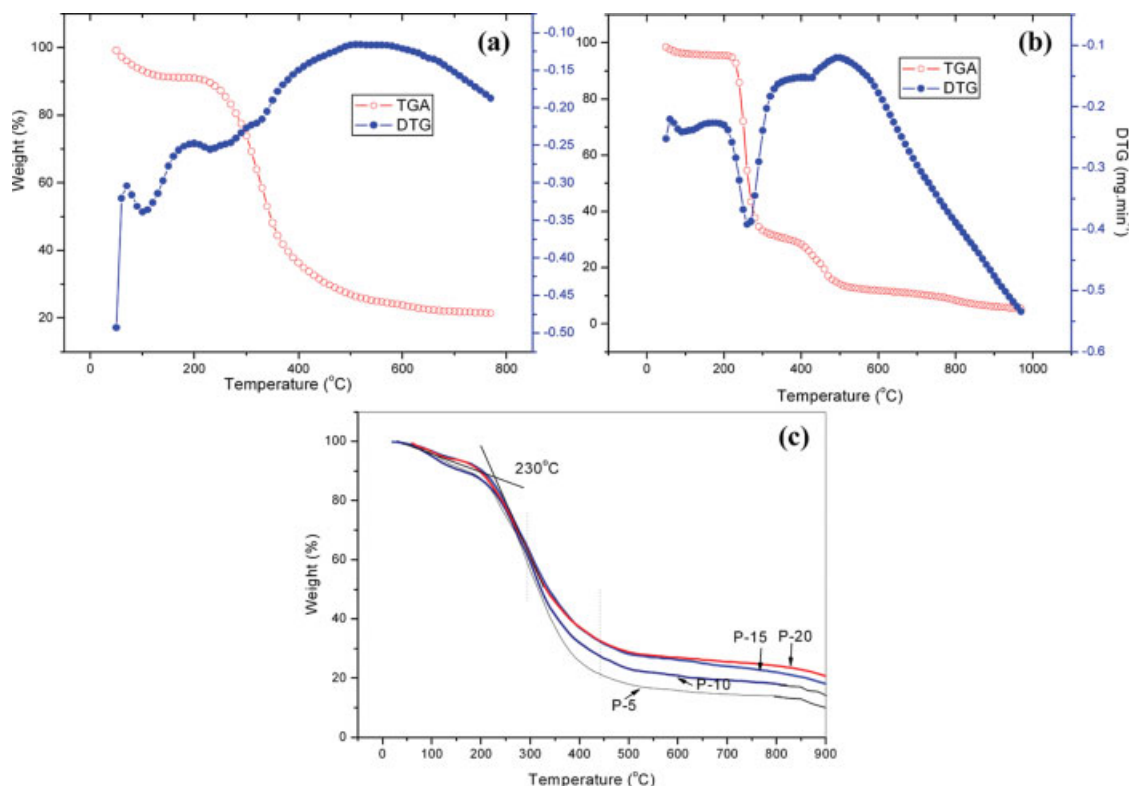 (a)
100
80
60
40
20
Weight (%)
TGA
DTG
-0.10
-0.15
-0.20
-0.25
-0.30
-0.35
-0.40
-0.45
-0.50
0 200 400 600 800
Temperature (°C)
(b)
100
80
60
40
20
0
TGA
DTG
-0.1
-0.2
-0.3
-0.4
-0.5
-0.6
DTG (mg.min⁻¹)
0 200 400 600 800 1000
Temperature (°C)
(c)
100
80
60
40
20
0
Weight (%)
230°C
P-15
P-20
P-10
P-5
0 100 200 300 400 500 600 700 800 900
Temperature (°C)